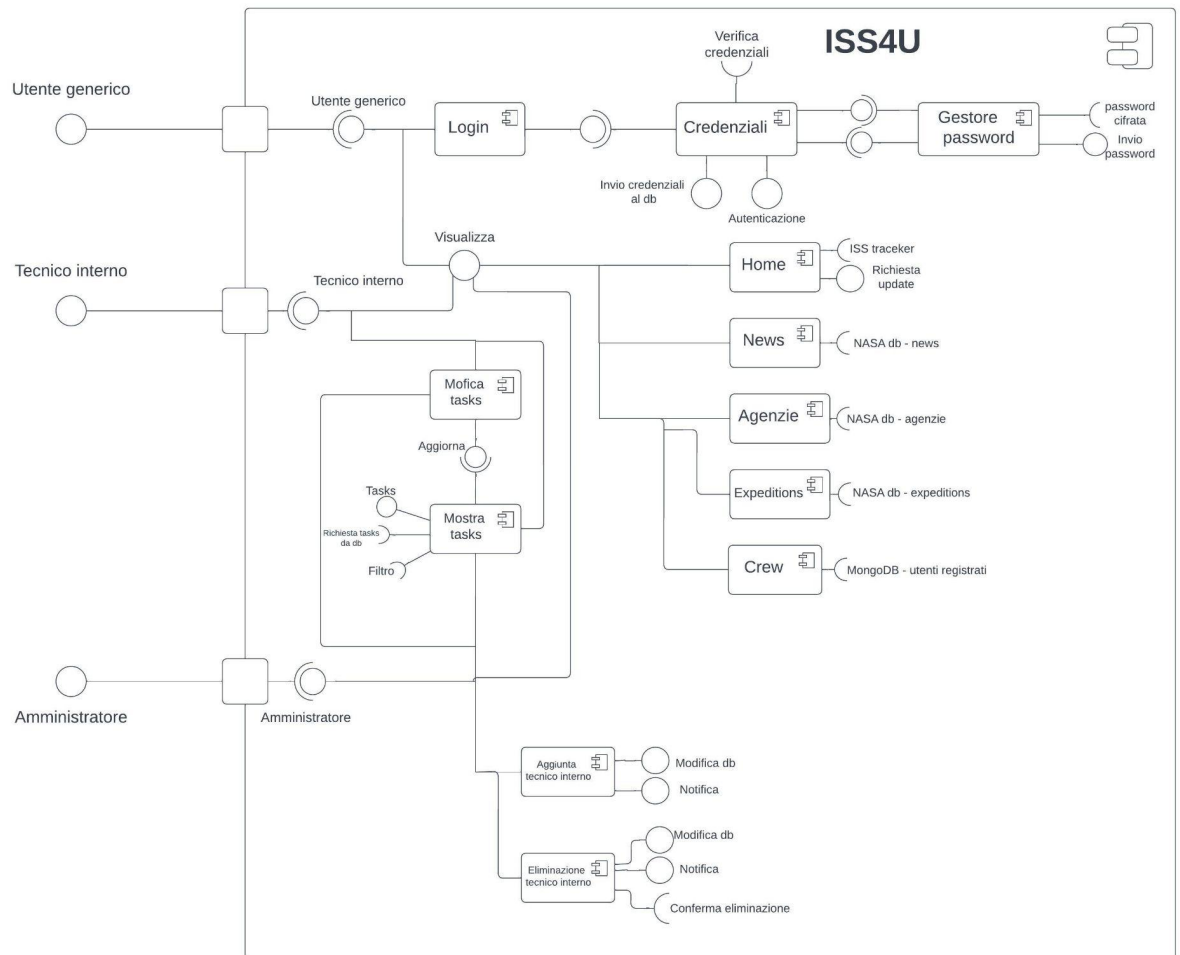 ISS4U
Verifica
credenziali
Utente generico
Utente generico
Login
Credenziali
Gestore
password
password
cifrata
Invio
password
Invio credenziali
al db
Autenticazione
Visualizza
Tecnico interno
Tecnico interno
Home
ISS traceker
Richiesta
update
News
NASA db - news
Mofica
tasks
Agenzie
NASA db - agenzie
Aggiorna
Tasks
Expeditions
NASA db - expeditions
Mostra
tasks
Richiesta tasks
da db
Filtro
Crew
MongoDB - utenti registrati
Amministratore
Amministratore
Aggiunta
tecnico interno
Modifica db
Notifica
Modifica db
Eliminazione
tecnico interno
Notifica
Conferma eliminazione